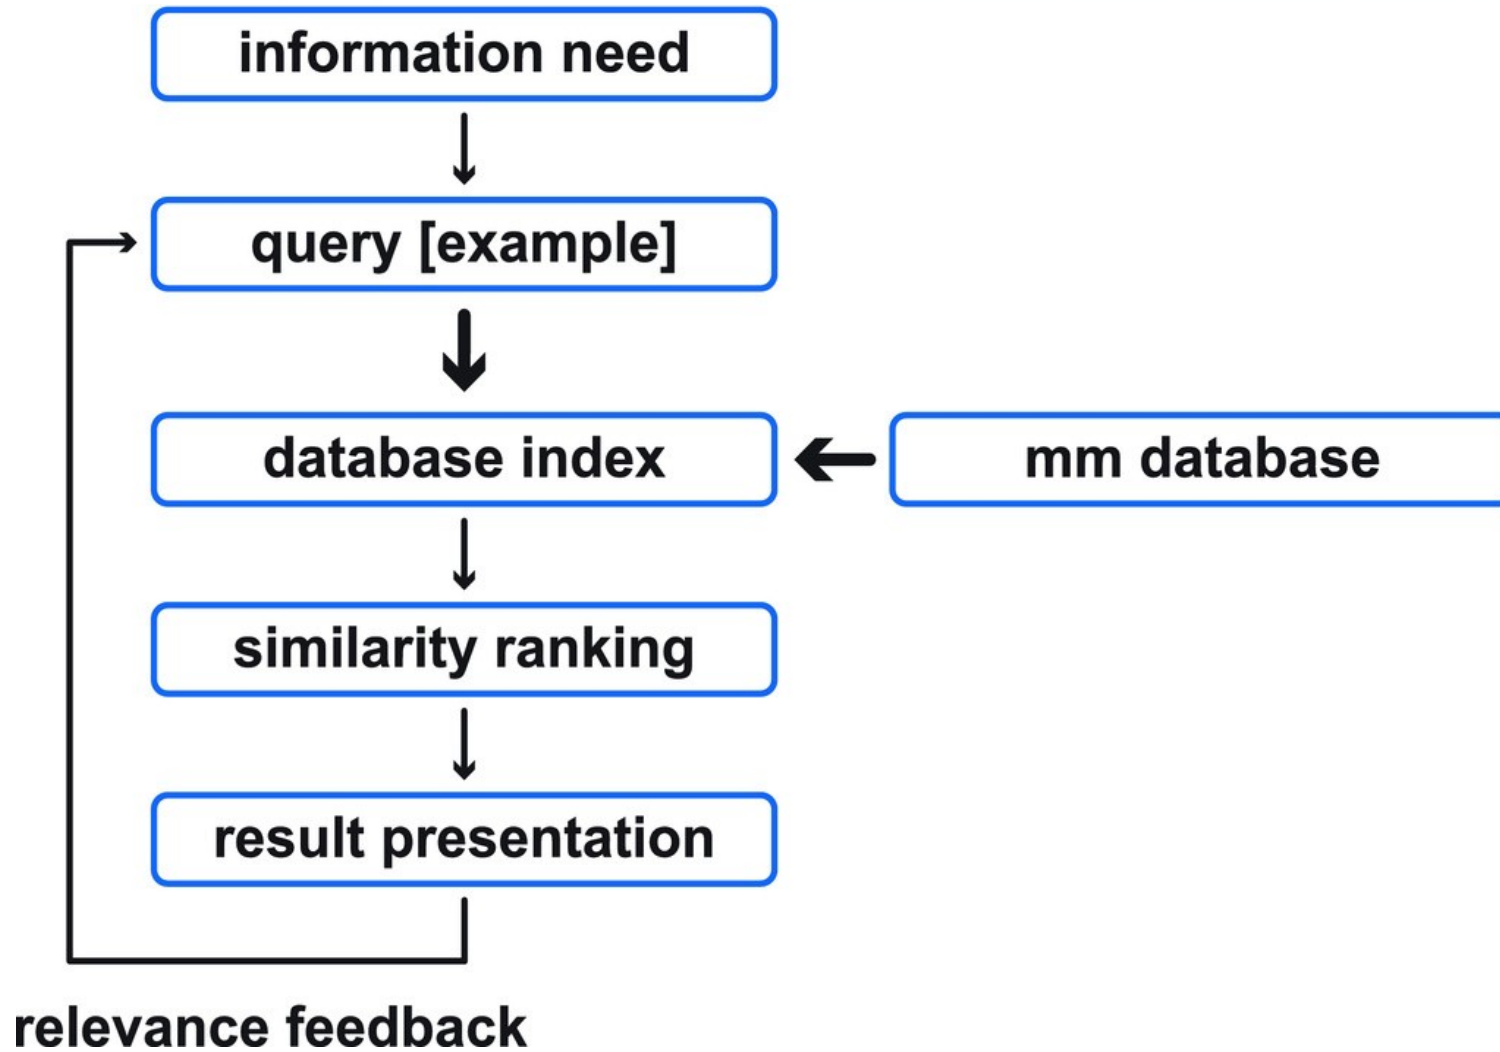 information need
query [example]
database index
mm database
similarity ranking
result presentation
relevance feedback